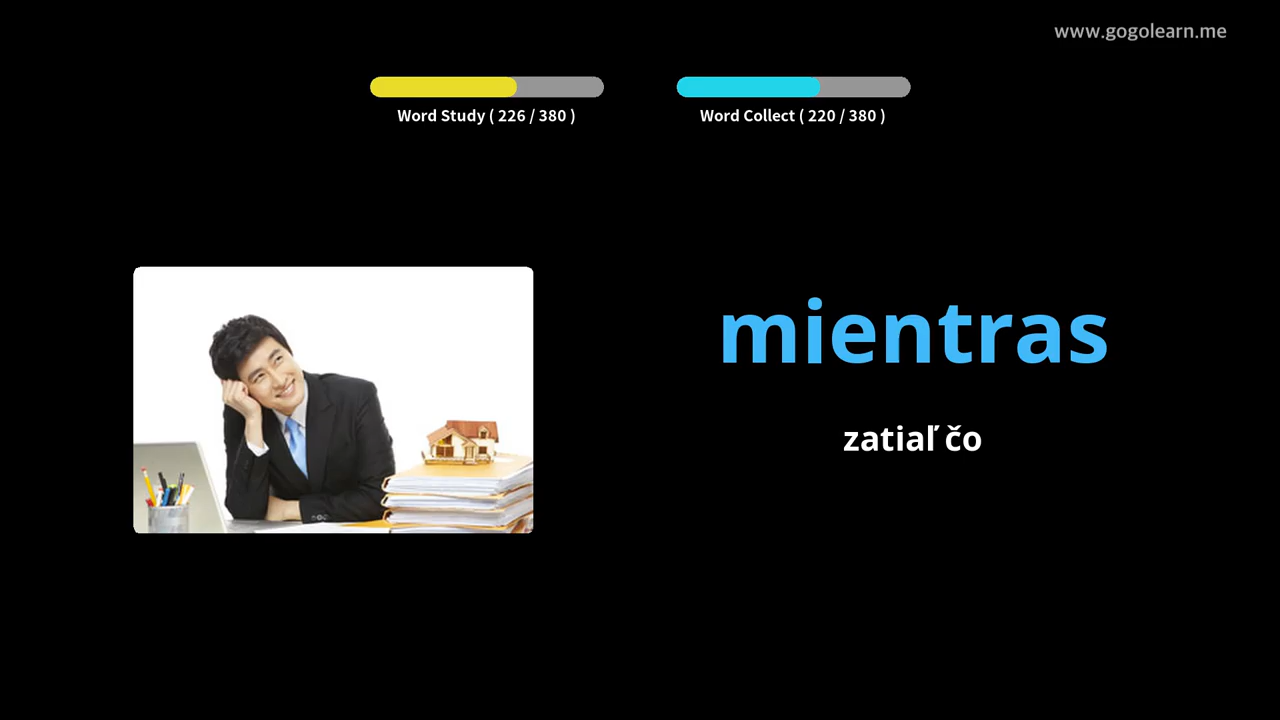 www.gogolearn.me
Word Study ( 226 / 380 )
Word Collect ( 220 / 380 )
mientras
zatiaľ čo